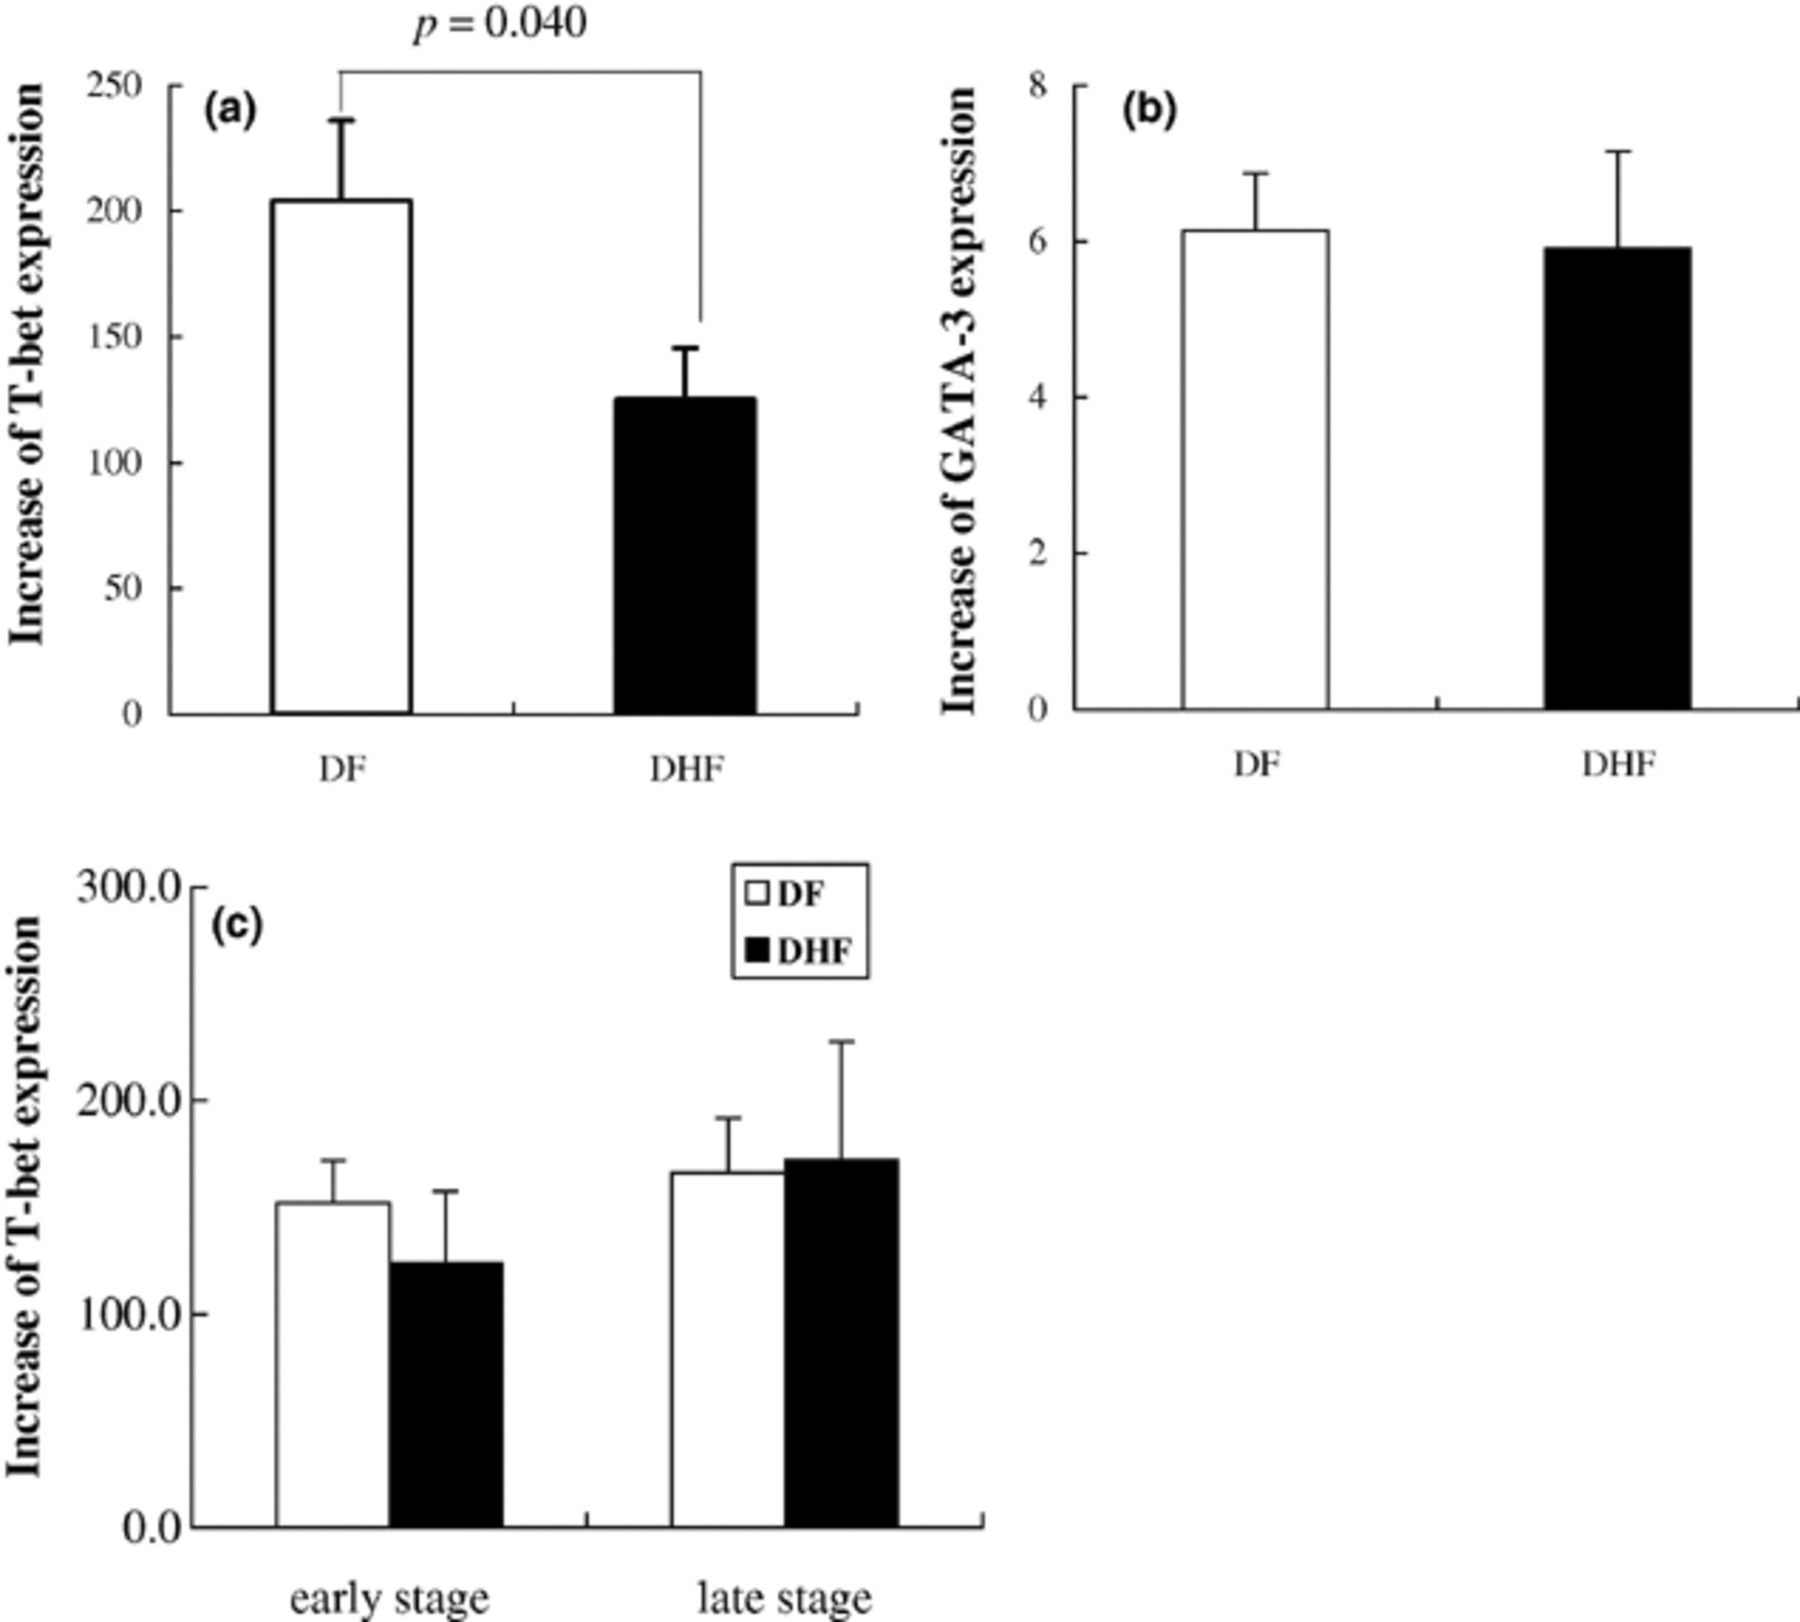 p = 0.040
(a)
Increase of T-bet expression
250
200
150
100
50
0
DF
DHF
(b)
Increase of GATA-3 expression
8
6
4
2
0
DF
DHF
(c)
Increase of T-bet expression
300.0
200.0
100.0
0.0
DF
DHF
early stage
late stage